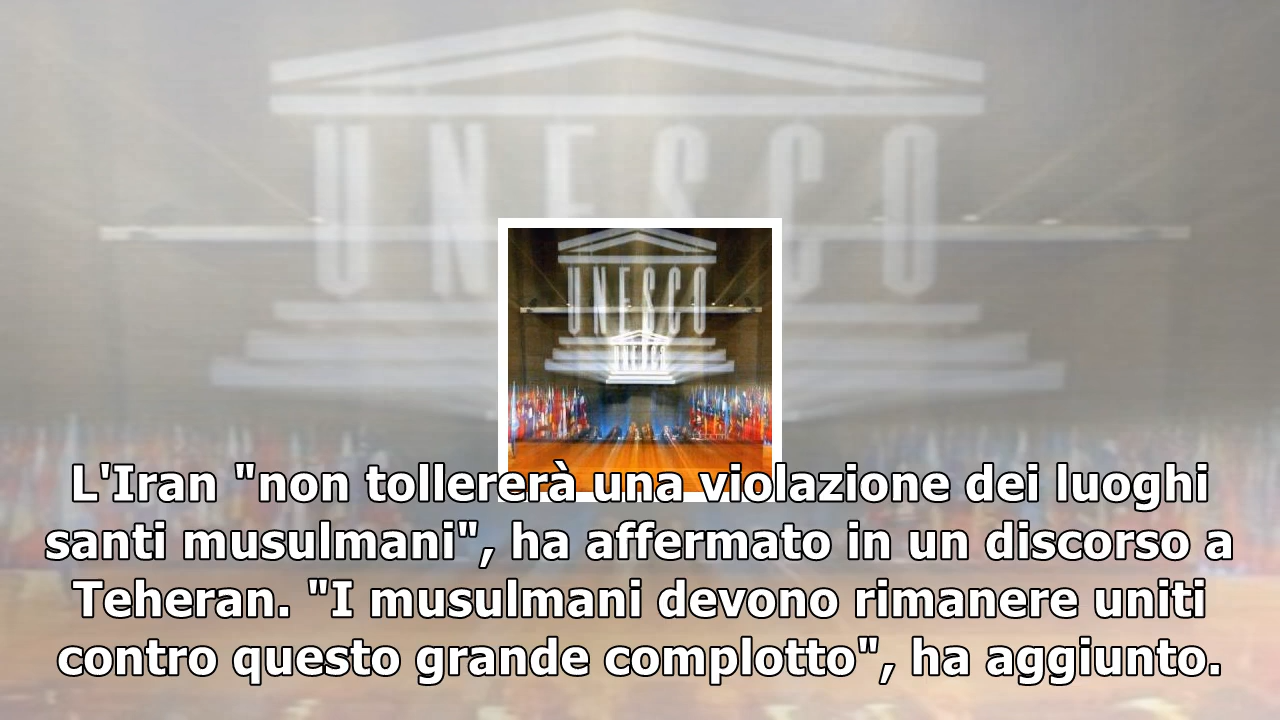 UNESCO
UNESCO
UNESCO
L'Iran "non tollererà una violazione dei luoghi
santi musulmani", ha affermato in un discorso a
Teheran. "I musulmani devono rimanere uniti
contro questo grande complotto", ha aggiunto.